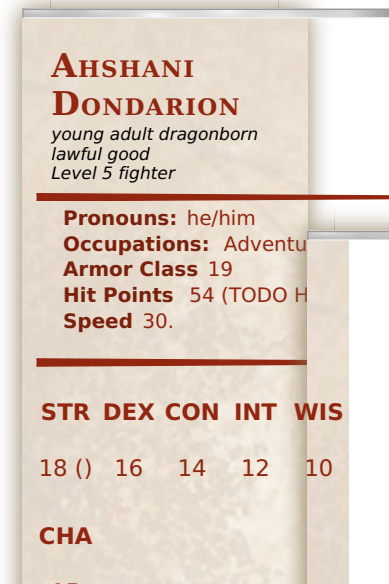 Ahshani
Dondarion
young adult dragonborn
lawful good
Level 5 fighter
Pronouns: he/him
Occupations: Adventu
Armor Class 19
Hit Points 54 (TODO H
Speed 30.
STR DEX CON INT WIS
18 () 16 14 12 10
CHA